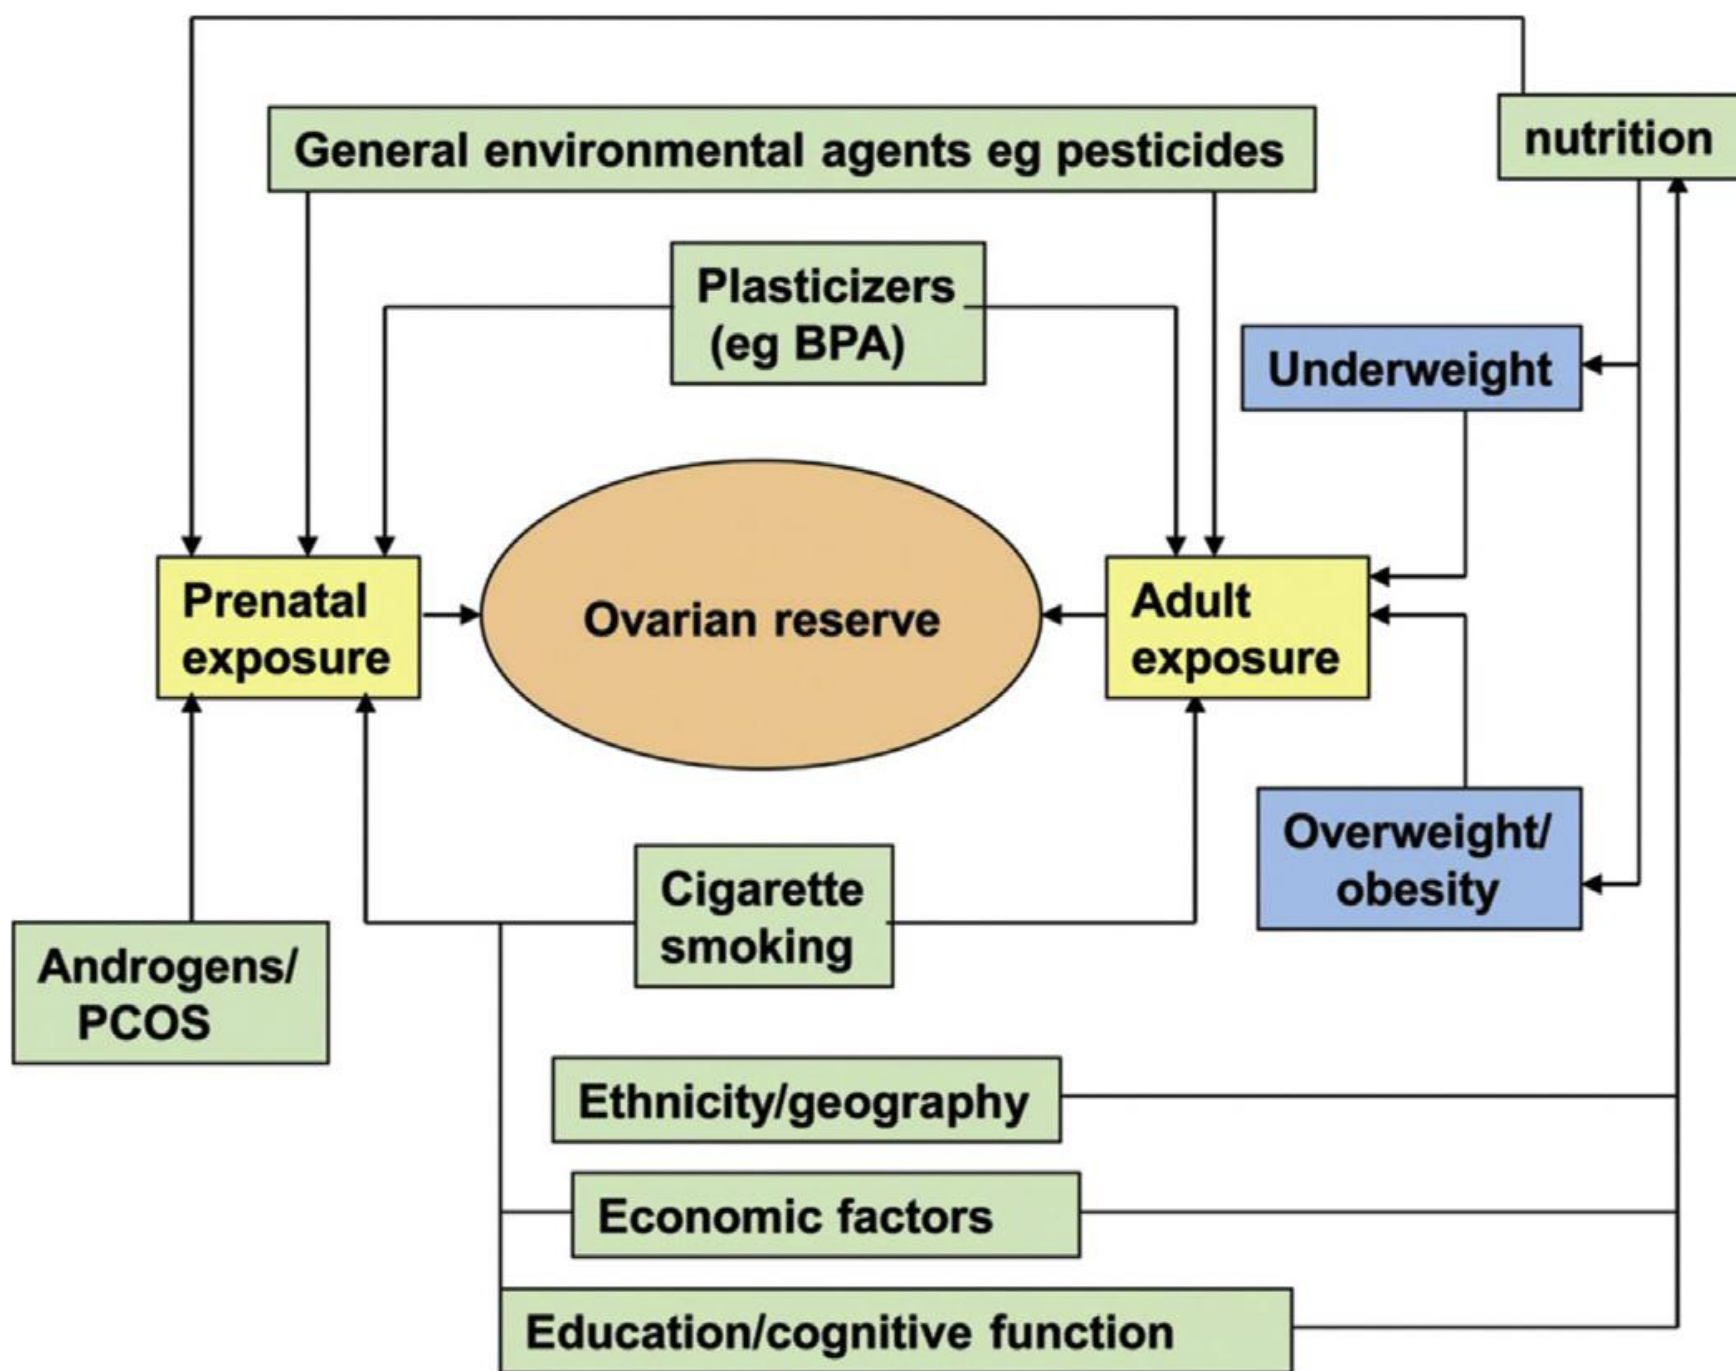 General environmental agents eg pesticides
nutrition
Plasticizers
(eg BPA)
Underweight
Prenatal
exposure
Ovarian reserve
Adult
exposure
Overweight/
obesity
Cigarette
smoking
Androgens/
PCOS
Ethnicity/geography
Economic factors
Education/cognitive function